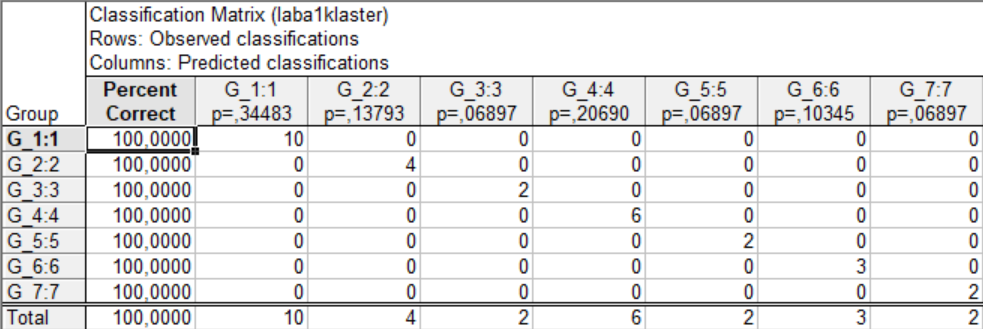 Classification Matrix (laba1klaster)
Rows: Observed classifications
Columns: Predicted classifications
Group Percent Correct G_1:1 p=,34483 G_2:2 p=,13793 G_3:3 p=,06897 G_4:4 p=,20690 G_5:5 p=,06897 G_6:6 p=,10345 G_7:7 p=,06897
G_1:1 100,0000 10 0 0 0 0 0 0
G_2:2 100,0000 0 4 0 0 0 0 0
G_3:3 100,0000 0 0 2 0 0 0 0
G_4:4 100,0000 0 0 0 6 0 0 0
G_5:5 100,0000 0 0 0 0 2 0 0
G_6:6 100,0000 0 0 0 0 0 3 0
G_7:7 100,0000 0 0 0 0 0 0 2
Total 100,0000 10 4 2 6 2 3 2